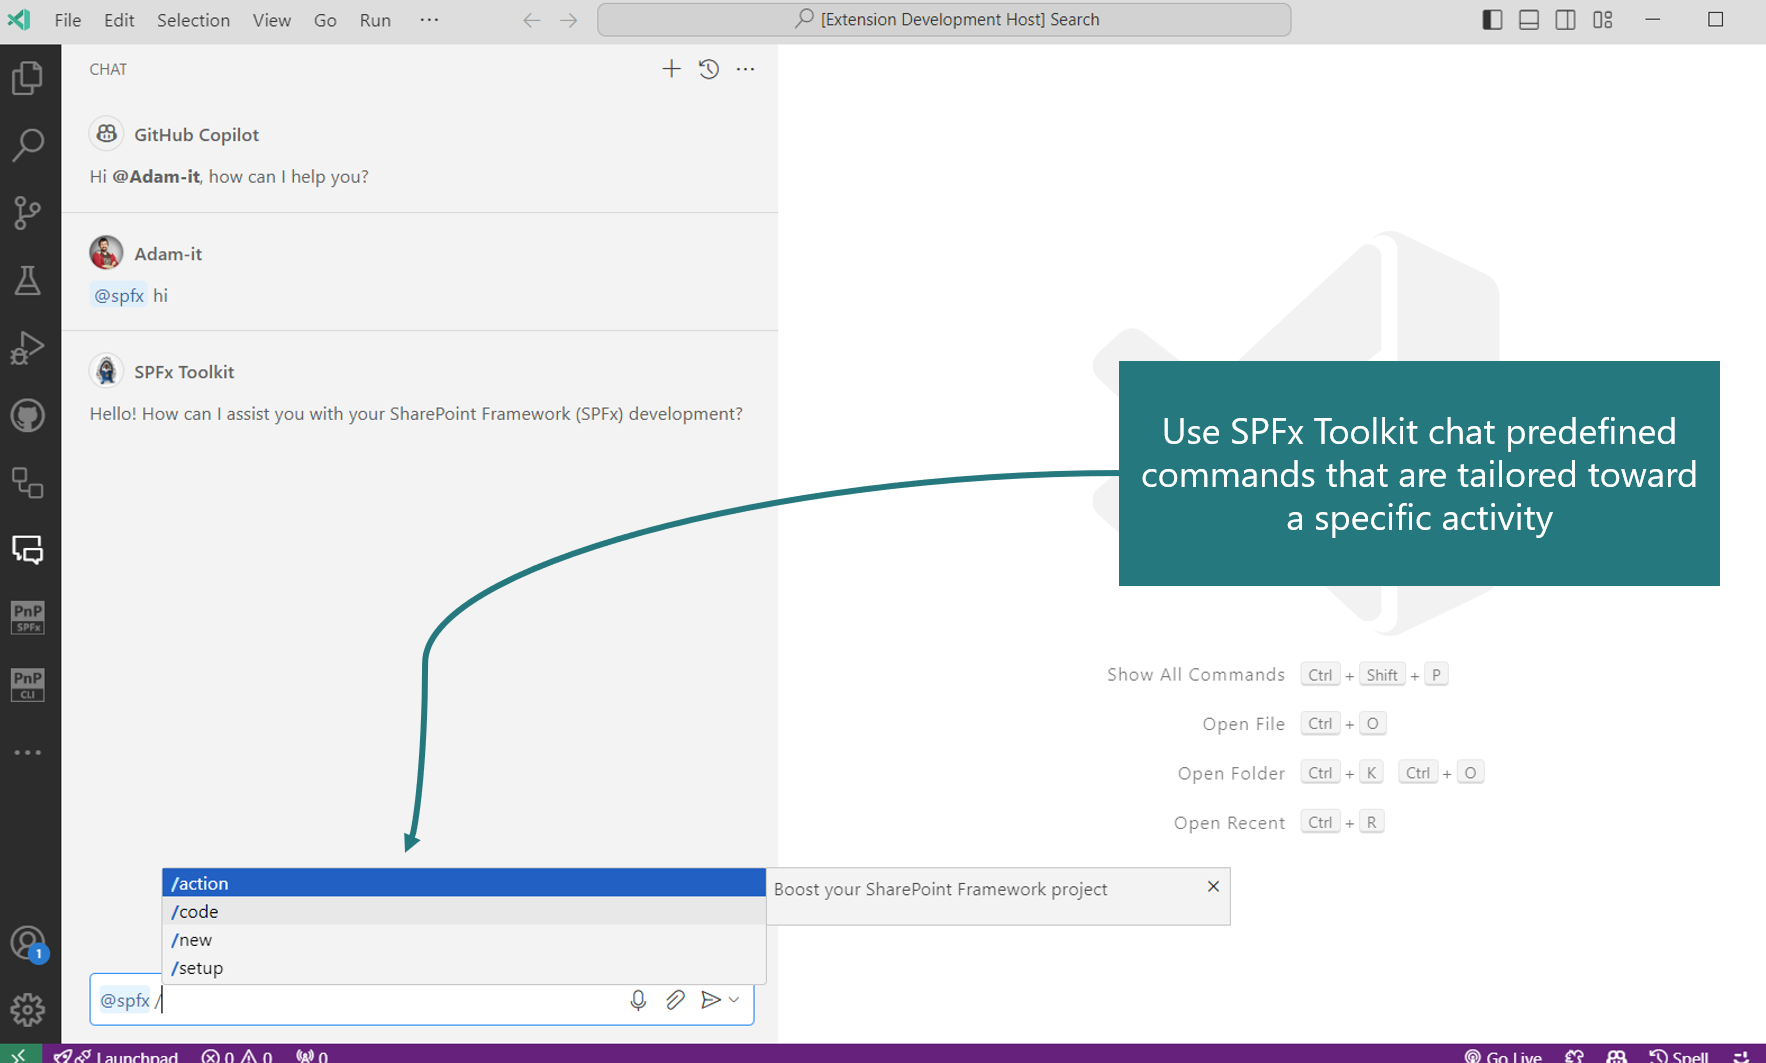 File Edit Selection View Go Run ···
[Extension Development Host] Search
CHAT
GitHub Copilot
Hi @Adam-it, how can I help you?
Adam-it
@spfx hi
SPFx Toolkit
Hello! How can I assist you with your SharePoint Framework (SPFx) development?
Use SPFx Toolkit chat predefined
commands that are tailored toward
a specific activity
PnP
SPFx
PnP
CLI
Show All Commands Ctrl + Shift + P
Open File Ctrl + O
Open Folder Ctrl + K Ctrl + O
Open Recent Ctrl + R
/action
Boost your SharePoint Framework project
/code
/new
/setup
1
@spfx /
Launchpad 0 0 0
Go Live Spell